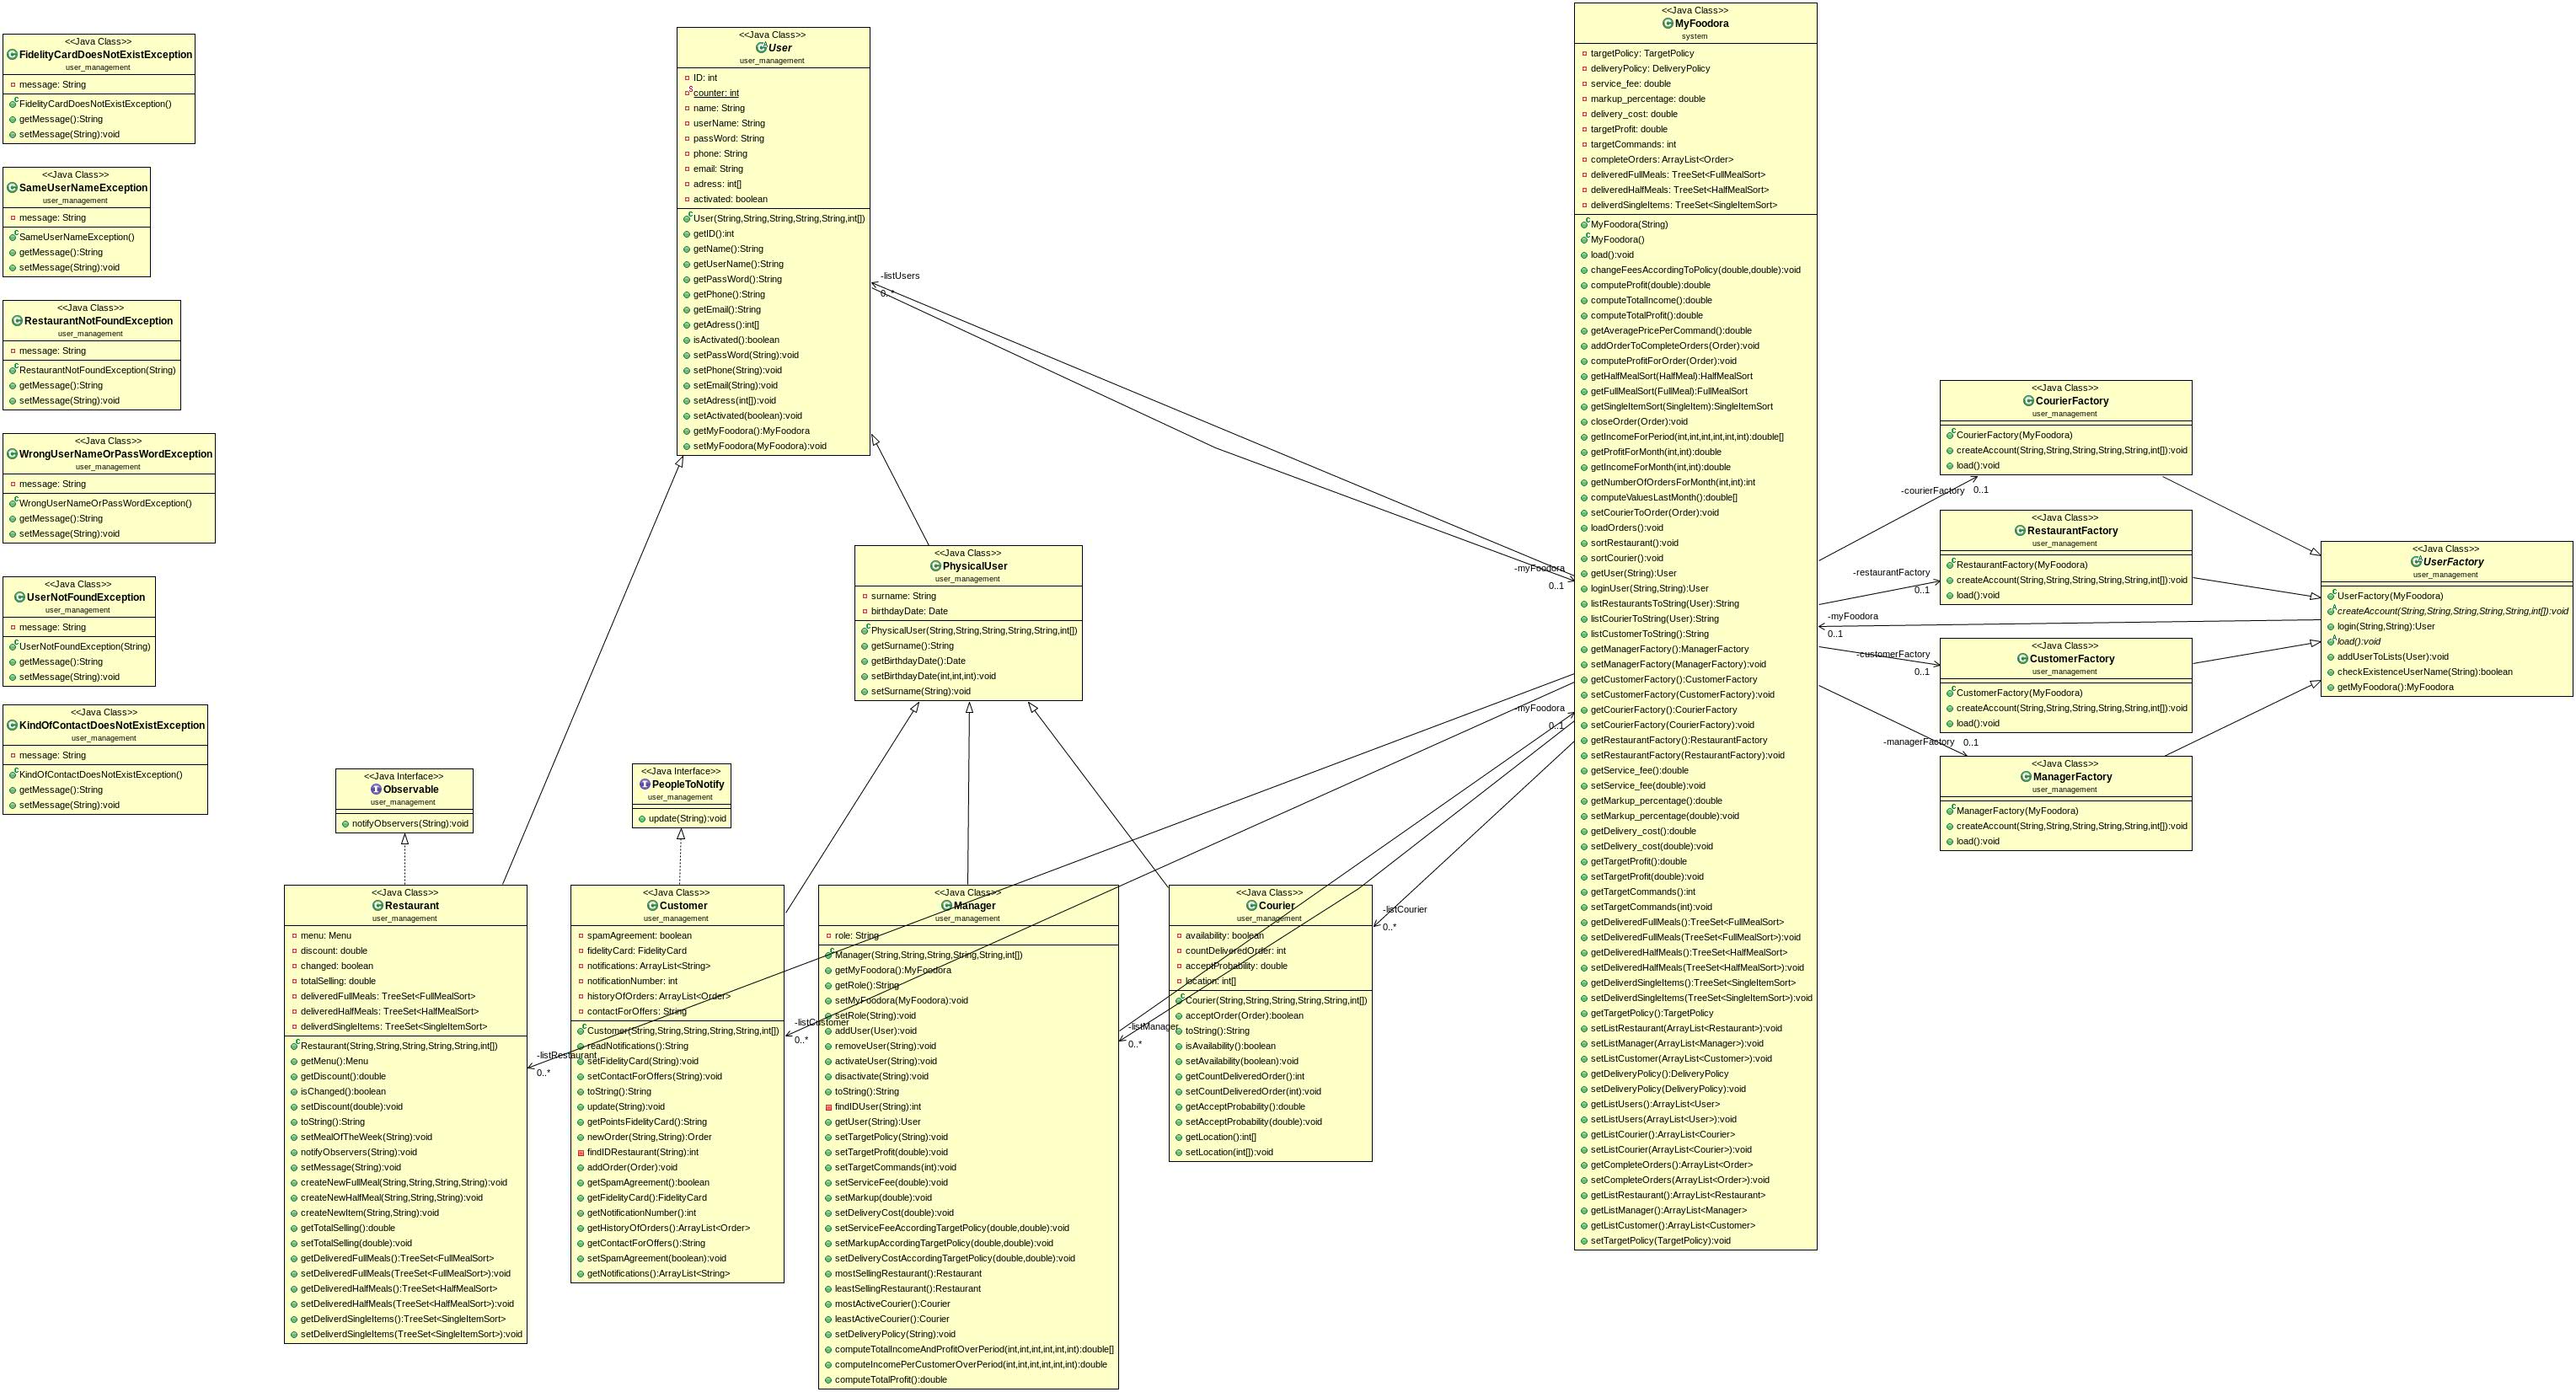 <<Java Class>>
FidelityCardDoesNotExistException
user_management
message: String
FidelityCardDoesNotExistException()
getMessage():String
setMessage(String):void
<<Java Class>>
SameUserNameException
user_management
message: String
SameUserNameException()
getMessage():String
setMessage(String):void
<<Java Class>>
RestaurantNotFoundException
user_management
message: String
RestaurantNotFoundException(String)
getMessage():String
setMessage(String):void
<<Java Class>>
WrongUserNameOrPassWordException
user_management
message: String
WrongUserNameOrPassWordException()
getMessage():String
setMessage(String):void
<<Java Class>>
UserNotFoundException
user_management
message: String
UserNotFoundException(String)
getMessage():String
setMessage(String):void
<<Java Class>>
KindOfContactDoesNotExistException
user_management
message: String
KindOfContactDoesNotExistException()
getMessage():String
setMessage(String):void
<<Java Interface>>
Observable
user_management
notifyObservers(String):void
<<Java Class>>
Restaurant
user_management
menu: Menu
discount: double
changed: boolean
totalSelling: double
deliveredFullMeals: TreeSet<FullMealSort>
deliveredHalfMeals: TreeSet<HalfMealSort>
deliverdSingleItems: TreeSet<SingleItemSort>
Restaurant(String,String,String,String,String,int[])
getMenu():Menu
getDiscount():double
isChanged():boolean
setDiscount(double):void
toString():String
setMealOfTheWeek(String):void
notifyObservers(String):void
setMessage(String):void
createNewFullMeal(String,String,String,String):void
createNewHalfMeal(String,String,String):void
createNewItem(String,String):void
getTotalSelling():double
setTotalSelling(double):void
getDeliveredFullMeals():TreeSet<FullMealSort>
setDeliveredFullMeals(TreeSet<FullMealSort>):void
getDeliveredHalfMeals():TreeSet<HalfMealSort>
setDeliveredHalfMeals(TreeSet<HalfMealSort>):void
getDeliverdSingleItems():TreeSet<SingleItemSort>
setDeliverdSingleItems(TreeSet<SingleItemSort>):void
<<Java Class>>
User
user_management
ID: int
counter: int
name: String
userName: String
passWord: String
phone: String
email: String
adress: int[]
activated: boolean
User(String,String,String,String,String,int[])
getID():int
getName():String
getUserName():String
getPassWord():String
getPhone():String
getEmail():String
getAdress():int[]
isActivated():boolean
setPassWord(String):void
setPhone(String):void
setEmail(String):void
setAdress(int[]):void
setActivated(boolean):void
getMyFoodora():MyFoodora
setMyFoodora(MyFoodora):void
<<Java Interface>>
PeopleToNotify
user_management
update(String):void
<<Java Class>>
Customer
user_management
spamAgreement: boolean
fidelityCard: FidelityCard
notifications: ArrayList<String>
notificationNumber: int
historyOfOrders: ArrayList<Order>
contactForOffers: String
Customer(String,String,String,String,String,int[])
readNotifications():String
setFidelityCard(String):void
setContactForOffers(String):void
toString():String
update(String):void
getPointsFidelityCard():String
newOrder(String,String):Order
findIDRestaurant(String):int
addOrder(Order):void
getSpamAgreement():boolean
getFidelityCard():FidelityCard
getNotificationNumber():int
getHistoryOfOrders():ArrayList<Order>
getContactForOffers():String
setSpamAgreement(boolean):void
getNotifications():ArrayList<String>
<<Java Class>>
PhysicalUser
user_management
surname: String
birthdayDate: Date
PhysicalUser(String,String,String,String,String,int[])
getSurname():String
getBirthdayDate():Date
setBirthdayDate(int,int,int):void
setSurname(String):void
<<Java Class>>
Manager
user_management
role: String
Manager(String,String,String,String,String,int[])
getMyFoodora():MyFoodora
getRole():String
setMyFoodora(MyFoodora):void
setRole(String):void
addUser(User):void
removeUser(String):void
activateUser(String):void
disactivate(String):void
toString():String
findIDUser(String):int
getUser(String):User
setTargetPolicy(String):void
setTargetProfit(double):void
setTargetCommands(int):void
setServiceFee(double):void
setMarkup(double):void
setDeliveryCost(double):void
setServiceFeeAccordingTargetPolicy(double,double):void
setMarkupAccordingTargetPolicy(double,double):void
setDeliveryCostAccordingTargetPolicy(double,double):void
mostSellingRestaurant():Restaurant
leastSellingRestaurant():Restaurant
mostActiveCourier():Courier
leastActiveCourier():Courier
setDeliveryPolicy(String):void
computeTotalIncomeAndProfitOverPeriod(int,int,int,int,int,int):double[]
computeIncomePerCustomerOverPeriod(int,int,int,int,int,int):double
computeTotalProfit():double
<<Java Class>>
Courier
user_management
availability: boolean
countDeliveredOrder: int
acceptProbability: double
location: int[]
Courier(String,String,String,String,String,int[])
acceptOrder(Order):boolean
toString():String
isAvailability():boolean
setAvailability(boolean):void
getCountDeliveredOrder():int
setCountDeliveredOrder(int):void
getAcceptProbability():double
setAcceptProbability(double):void
getLocation():int[]
setLocation(int[]):void
-listUsers
0..*
-myFoodora
0..1
-myFoodora
0..1
-listCourier
0..*
-listManager
0..*
-listCustomer
0..*
-listRestaurant
0..*
<<Java Class>>
MyFoodora
system
targetPolicy: TargetPolicy
deliveryPolicy: DeliveryPolicy
service_fee: double
markup_percentage: double
delivery_cost: double
targetProfit: double
targetCommands: int
completeOrders: ArrayList<Order>
deliveredFullMeals: TreeSet<FullMealSort>
deliveredHalfMeals: TreeSet<HalfMealSort>
deliverdSingleItems: TreeSet<SingleItemSort>
MyFoodora(String)
MyFoodora()
load():void
changeFeesAccordingToPolicy(double,double):void
computeProfit(double):double
computeTotalIncome():double
computeTotalProfit():double
getAveragePricePerCommand():double
addOrderToCompleteOrders(Order):void
computeProfitForOrder(Order):void
getHalfMealSort(HalfMeal):HalfMealSort
getFullMealSort(FullMeal):FullMealSort
getSingleItemSort(SingleItem):SingleItemSort
closeOrder(Order):void
getIncomeForPeriod(int,int,int,int,int,int):double[]
getProfitForMonth(int,int):double
getIncomeForMonth(int,int):double
getNumberOfOrdersForMonth(int,int):int
computeValuesLastMonth():double[]
setCourierToOrder(Order):void
loadOrders():void
sortRestaurant():void
sortCourier():void
getUser(String):User
loginUser(String,String):User
listRestaurantsToString(User):String
listCourierToString(User):String
listCustomerToString():String
getManagerFactory():ManagerFactory
setManagerFactory(ManagerFactory):void
getCustomerFactory():CustomerFactory
setCustomerFactory(CustomerFactory):void
getCourierFactory():CourierFactory
setCourierFactory(CourierFactory):void
getRestaurantFactory():RestaurantFactory
setRestaurantFactory(RestaurantFactory):void
getService_fee():double
setService_fee(double):void
getMarkup_percentage():double
setMarkup_percentage(double):void
getDelivery_cost():double
setDelivery_cost(double):void
getTargetProfit():double
setTargetProfit(double):void
getTargetCommands():int
setTargetCommands(int):void
getDeliveredFullMeals():TreeSet<FullMealSort>
setDeliveredFullMeals(TreeSet<FullMealSort>):void
getDeliveredHalfMeals():TreeSet<HalfMealSort>
setDeliveredHalfMeals(TreeSet<HalfMealSort>):void
getDeliverdSingleItems():TreeSet<SingleItemSort>
setDeliverdSingleItems(TreeSet<SingleItemSort>):void
getTargetPolicy():TargetPolicy
setListRestaurant(ArrayList<Restaurant>):void
setListManager(ArrayList<Manager>):void
setListCustomer(ArrayList<Customer>):void
getDeliveryPolicy():DeliveryPolicy
setDeliveryPolicy(DeliveryPolicy):void
getListUsers():ArrayList<User>
setListUsers(ArrayList<User>):void
getListCourier():ArrayList<Courier>
setListCourier(ArrayList<Courier>):void
getCompleteOrders():ArrayList<Order>
setCompleteOrders(ArrayList<Order>):void
getListRestaurant():ArrayList<Restaurant>
getListManager():ArrayList<Manager>
getListCustomer():ArrayList<Customer>
setTargetPolicy(TargetPolicy):void
-courierFactory
0..1
-restaurantFactory
0..1
-myFoodora
0..1
-customerFactory
0..1
-managerFactory
0..1
<<Java Class>>
CourierFactory
user_management
CourierFactory(MyFoodora)
createAccount(String,String,String,String,String,int[]):void
load():void
<<Java Class>>
RestaurantFactory
user_management
RestaurantFactory(MyFoodora)
createAccount(String,String,String,String,String,int[]):void
load():void
<<Java Class>>
CustomerFactory
user_management
CustomerFactory(MyFoodora)
createAccount(String,String,String,String,String,int[]):void
load():void
<<Java Class>>
ManagerFactory
user_management
ManagerFactory(MyFoodora)
createAccount(String,String,String,String,String,int[]):void
load():void
<<Java Class>>
UserFactory
user_management
UserFactory(MyFoodora)
createAccount(String,String,String,String,String,int[]):void
login(String,String):User
load():void
addUserToLists(User):void
checkExistenceUserName(String):boolean
getMyFoodora():MyFoodora